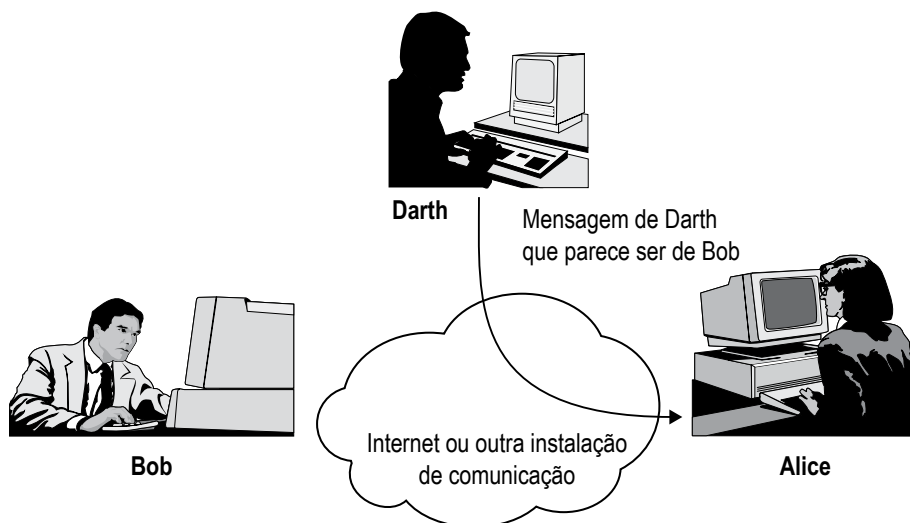 Darth
Mensagem de Darth
que parece ser de Bob
Internet ou outra instalação
de comunicação
Bob
Alice